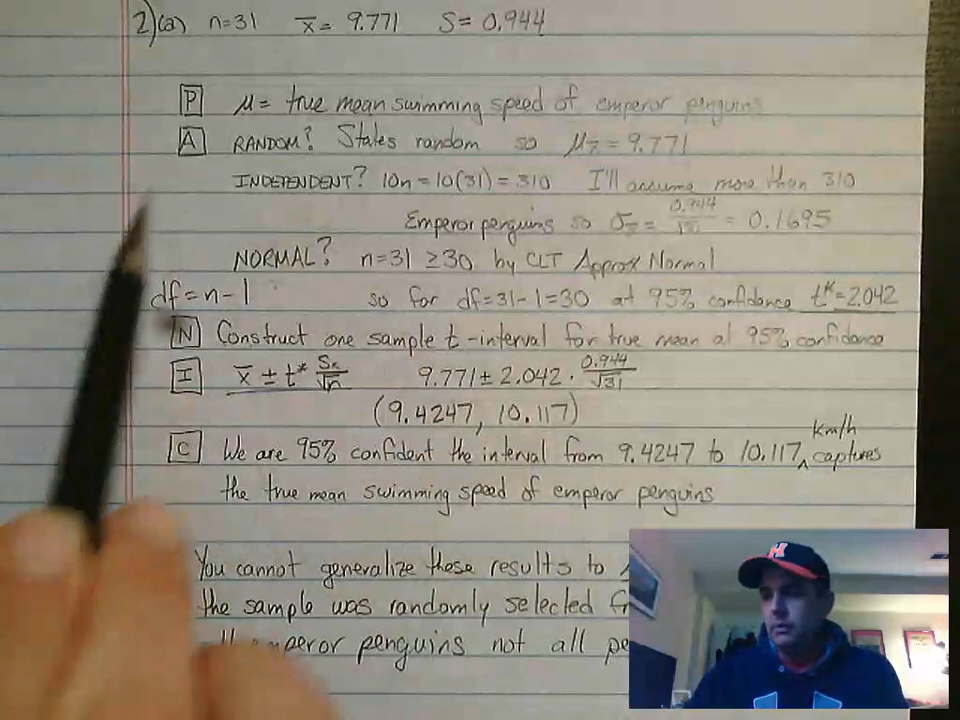 2)(a) n=31 x̄ = 9.771 S = 0.944
P μ = true mean swimming speed of emperor penguins
A RANDOM? States random so μx̄ = 9.771
INDEPENDENT? 10n = 10(31) = 310 I'll assume more than 310
Emperor penguins so σx̄ = 0.944/√31 = 0.1695
NORMAL? n=31 ≥30 by CLT Approx Normal
df = n - 1 so for df = 31 - 1 = 30 at 95% confidence t* = 2.042
N Construct one sample t-interval for true mean at 95% confidence
I x̄ ± t* Sx/√n 9.771 ± 2.042 · 0.944/√31
(9.4247, 10.117)
C We are 95% confident the interval from 9.4247 to 10.117 km/h captures
the true mean swimming speed of emperor penguins
You cannot generalize these results to
the sample was randomly selected
emperor penguins not all
H